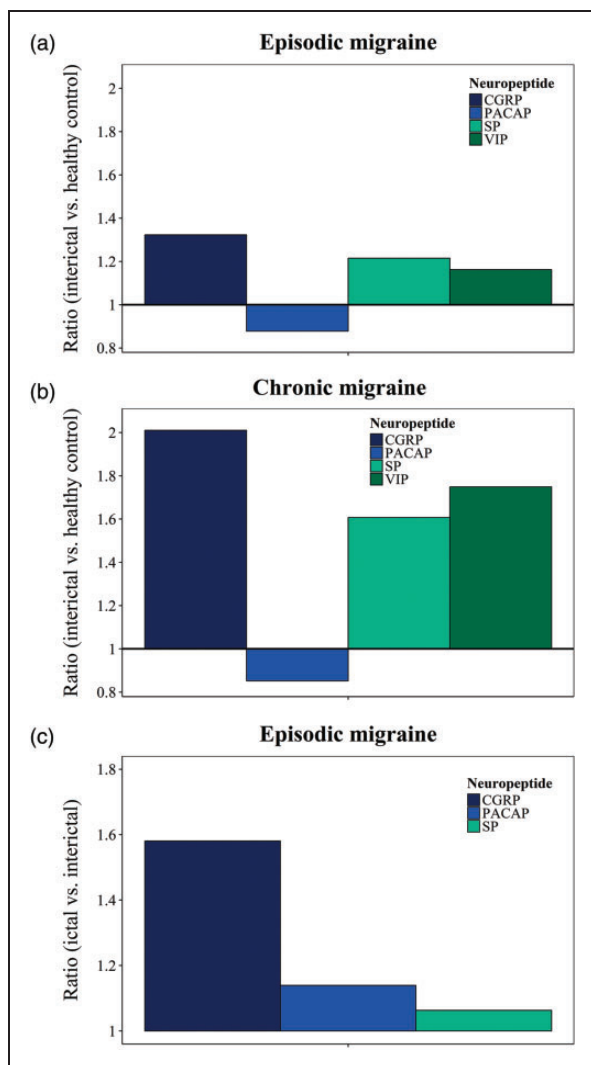 (a)
Episodic migraine
Ratio (interictal vs. healthy control)
2
1.8
1.6
1.4
1.2
1
0.8
Neuropeptide
CGRP
PACAP
SP
VIP
(b)
Chronic migraine
Ratio (interictal vs. healthy control)
2
1.8
1.6
1.4
1.2
1
0.8
Neuropeptide
CGRP
PACAP
SP
VIP
(c)
Episodic migraine
Ratio (ictal vs. interictal)
1.8
1.6
1.4
1.2
1
Neuropeptide
CGRP
PACAP
SP